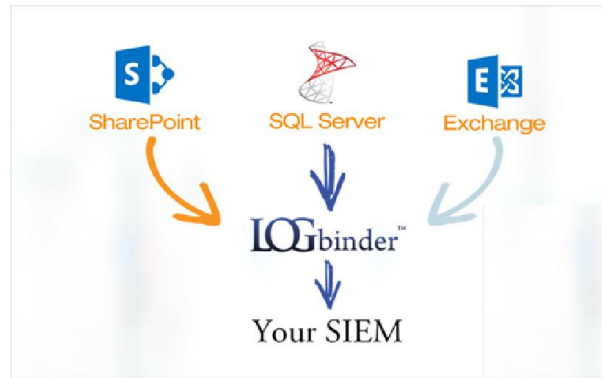 S
E
SharePoint
SQL Server
Exchange
LOGbinder™
Your SIEM